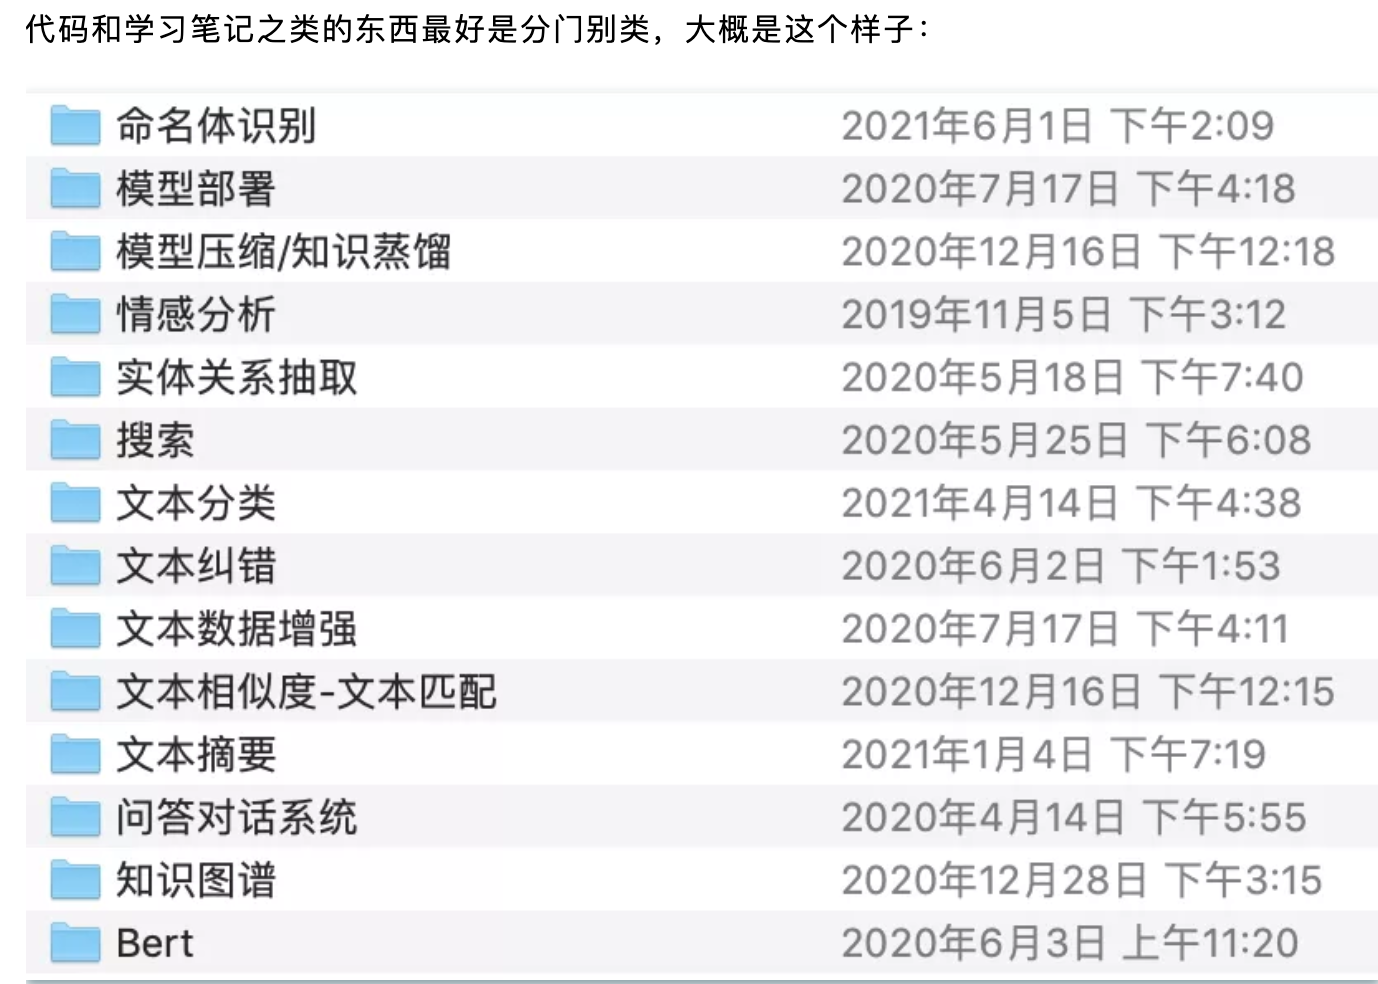 代码和学习笔记之类的东西最好是分门别类，大概是这个样子：
命名体识别 2021年6月1日 下午2:09
模型部署 2020年7月17日 下午4:18
模型压缩/知识蒸馏 2020年12月16日 下午12:18
情感分析 2019年11月5日 下午3:12
实体关系抽取 2020年5月18日 下午7:40
搜索 2020年5月25日 下午6:08
文本分类 2021年4月14日 下午4:38
文本纠错 2020年6月2日 下午1:53
文本数据增强 2020年7月17日 下午4:11
文本相似度-文本匹配 2020年12月16日 下午12:15
文本摘要 2021年1月4日 下午7:19
问答对话系统 2020年4月14日 下午5:55
知识图谱 2020年12月28日 下午3:15
Bert 2020年6月3日 上午11:20